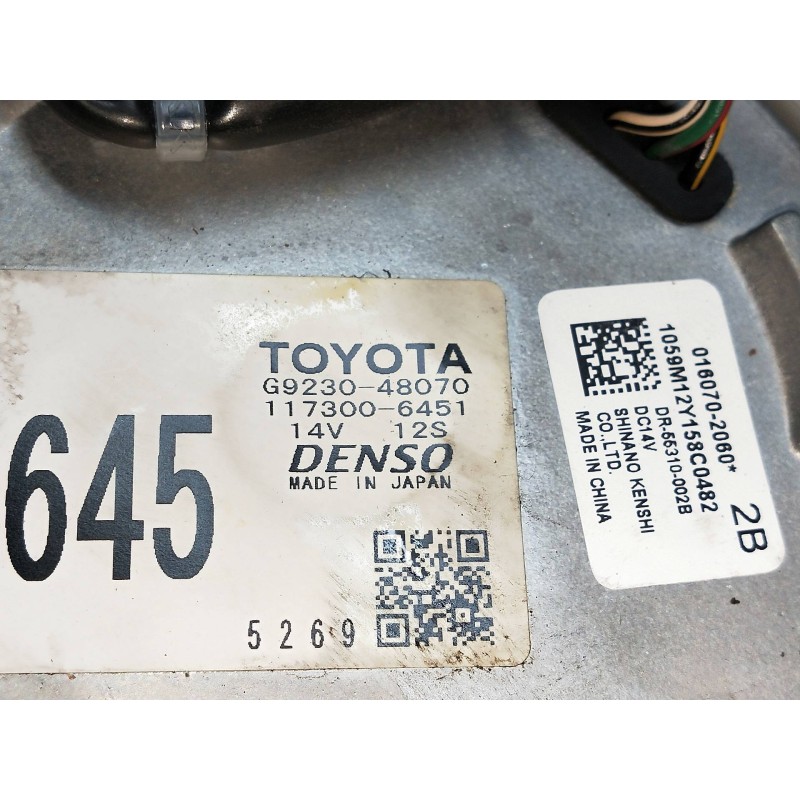 645
TOYOTA
G9230-48070
117300-6451
14V 12S
DENSO
MADE IN JAPAN
5269
016070-2060*
1059M12Y158C0482
DR-55310-002B
DC14V
SHINANO KENSHI
CO.,LTD.
MADE IN CHINA
2B